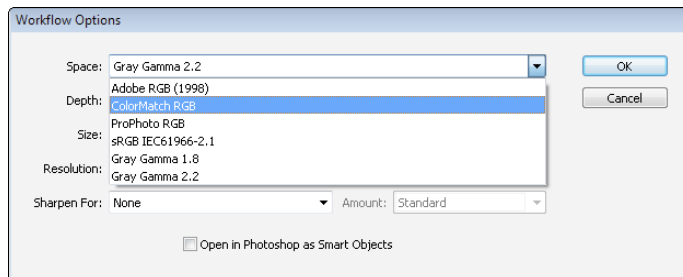 Workflow Options
Space: Gray Gamma 2.2
OK
Adobe RGB (1998)
Depth: ColorMatch RGB
Cancel
ProPhoto RGB
Size: sRGB IEC61966-2.1
Gray Gamma 1.8
Resolution: Gray Gamma 2.2
Sharpen For: None Amount: Standard
Open in Photoshop as Smart Objects